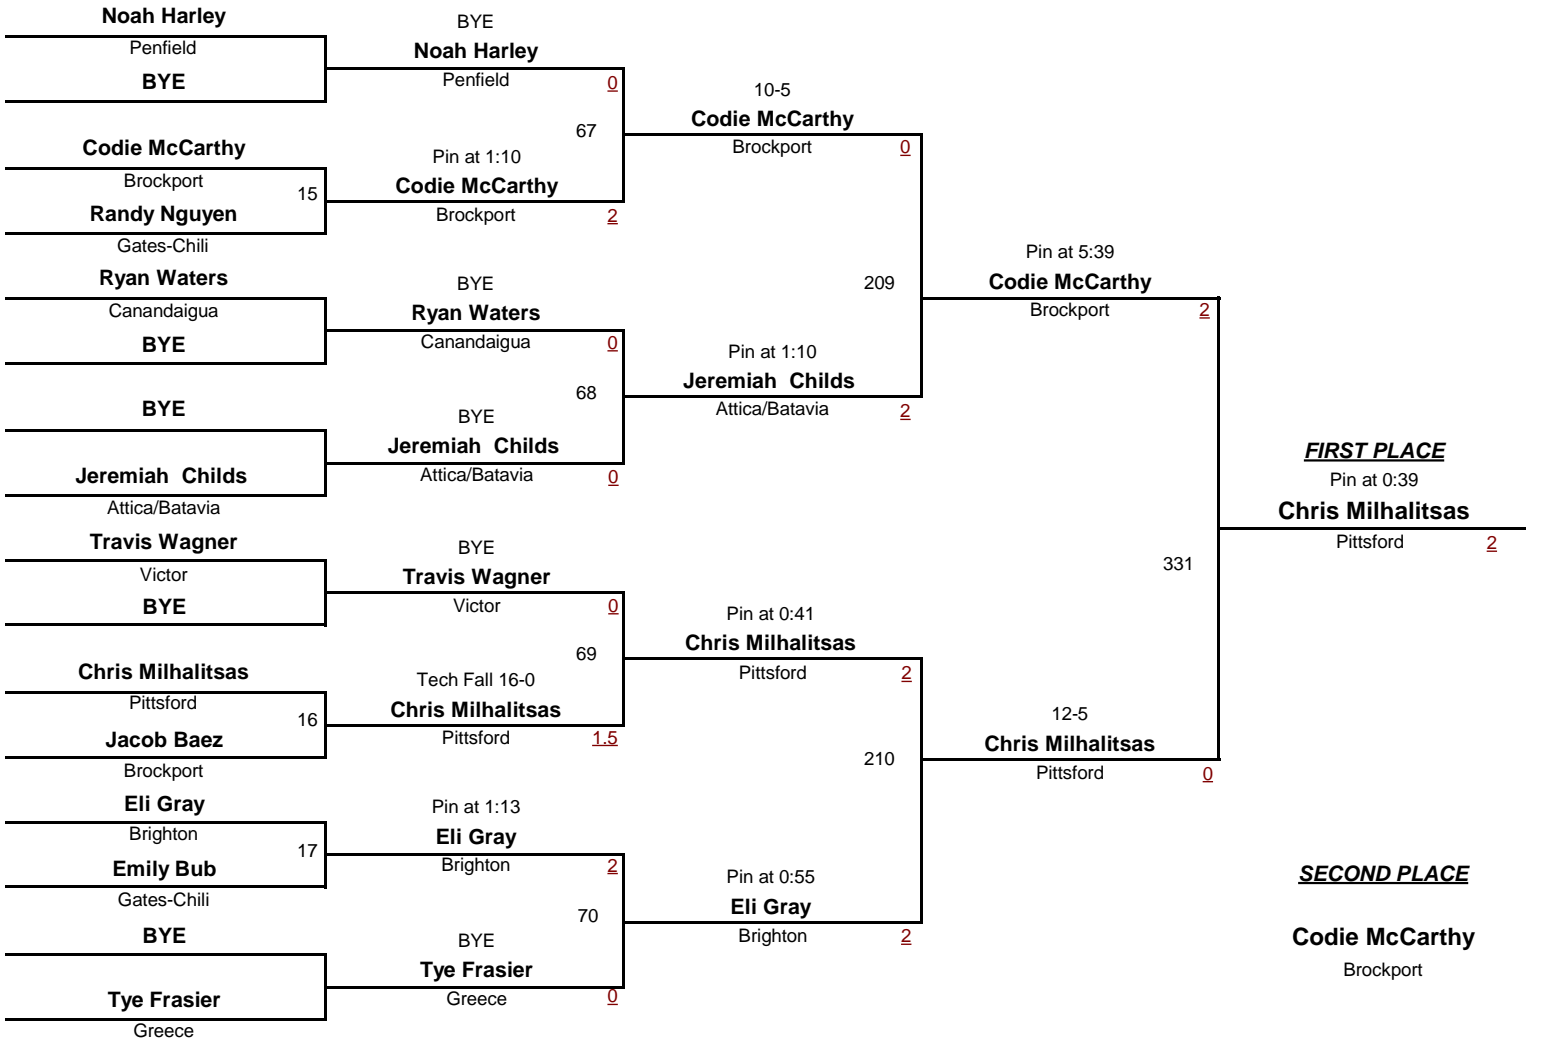 Noah Harley
Penfield
BYE
Codie McCarthy
Brockport
15
Randy Nguyen
Gates-Chili
Ryan Waters
Canandaigua
BYE
BYE
Jeremiah Childs
Attica/Batavia
Travis Wagner
Victor
BYE
Chris Milhalitsas
Pittsford
16
Jacob Baez
Brockport
Eli Gray
Brighton
17
Emily Bub
Gates-Chili
BYE
Tye Frasier
Greece
BYE
Noah Harley
Penfield 0
67
Pin at 1:10
Codie McCarthy
Brockport 2
BYE
Ryan Waters
Canandaigua 0
68
BYE
Jeremiah Childs
Attica/Batavia 0
BYE
Travis Wagner
Victor 0
69
Tech Fall 16-0
Chris Milhalitsas
Pittsford 1.5
Pin at 1:13
Eli Gray
Brighton 2
70
BYE
Tye Frasier
Greece 0
10-5
Codie McCarthy
Brockport 0
209
Pin at 1:10
Jeremiah Childs
Attica/Batavia 2
Pin at 0:41
Chris Milhalitsas
Pittsford 2
210
Pin at 0:55
Eli Gray
Brighton 2
Pin at 5:39
Codie McCarthy
Brockport 2
331
12-5
Chris Milhalitsas
Pittsford 0
FIRST PLACE
Pin at 0:39
Chris Milhalitsas
Pittsford 2
SECOND PLACE
Codie McCarthy
Brockport